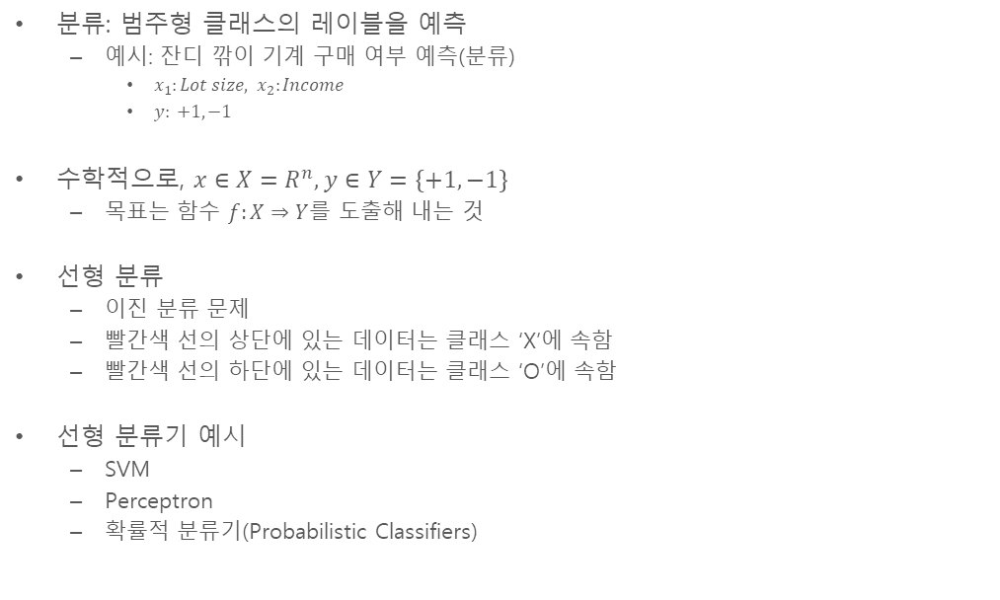 • 분류: 범주형 클래스의 레이블을 예측
– 예시: 잔디 깎이 기계 구매 여부 예측(분류)
• x₁: Lot size, x₂: Income
• y: +1, −1
• 수학적으로, x ∈ X = Rⁿ, y ∈ Y = {+1, −1}
– 목표는 함수 f: X ⇒ Y를 도출해 내는 것
• 선형 분류
– 이진 분류 문제
– 빨간색 선의 상단에 있는 데이터는 클래스 ‘X’에 속함
– 빨간색 선의 하단에 있는 데이터는 클래스 ‘O’에 속함
• 선형 분류기 예시
– SVM
– Perceptron
– 확률적 분류기(Probabilistic Classifiers)